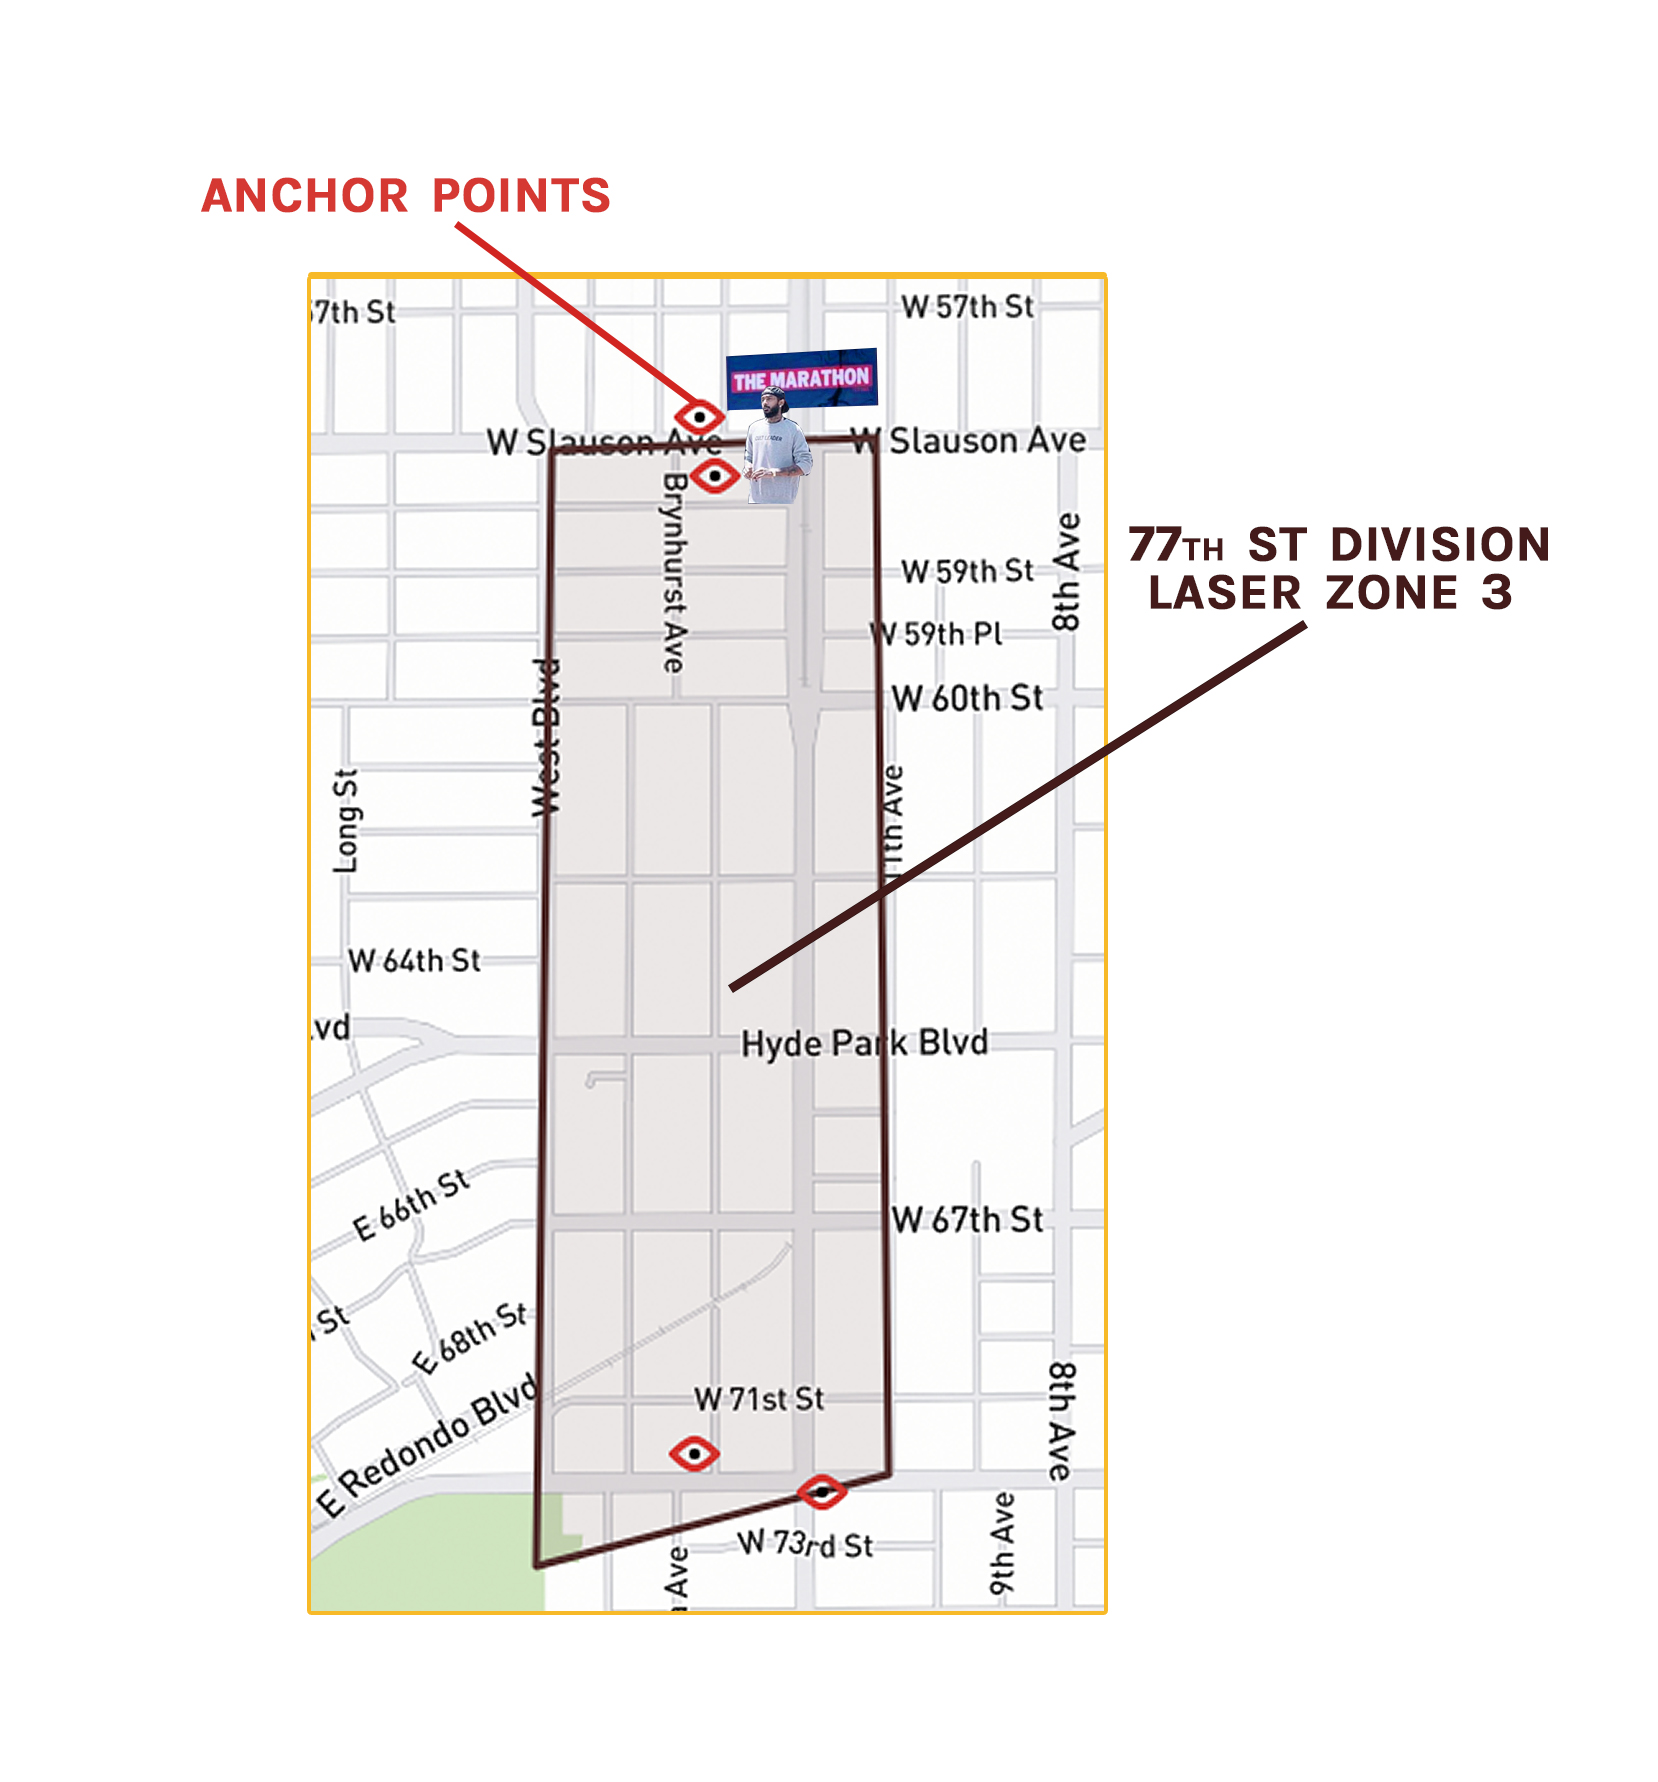 ANCHOR POINTS
57th St
W 57th St
THE MARATHON
W Slauson Ave
W Slauson Ave
Brynhurst Ave
8th Ave
77TH ST DIVISION
LASER ZONE 3
W 59th St
W 59th Pl
W 60th St
West Blvd
Long St
11th Ave
W 64th St
lvd
Hyde Park Blvd
E 66th St
W 67th St
St
E 68th St
E Redondo Blvd
W 71st St
8th Ave
W 73rd St
9th Ave
Ave